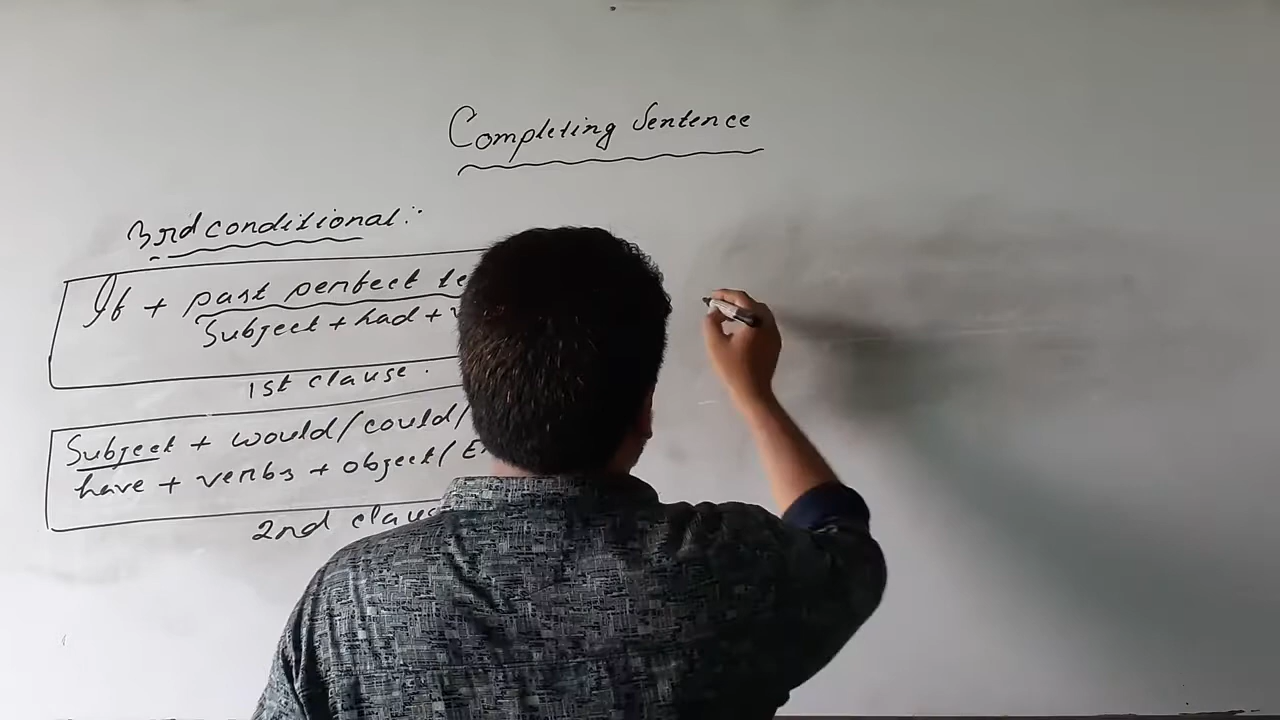 Completing Sentence
3rd conditional:
If + past perfect te
Subject + had + v
1st clause.
Subject + would/could/
have + verb3 + object/E
2nd claus